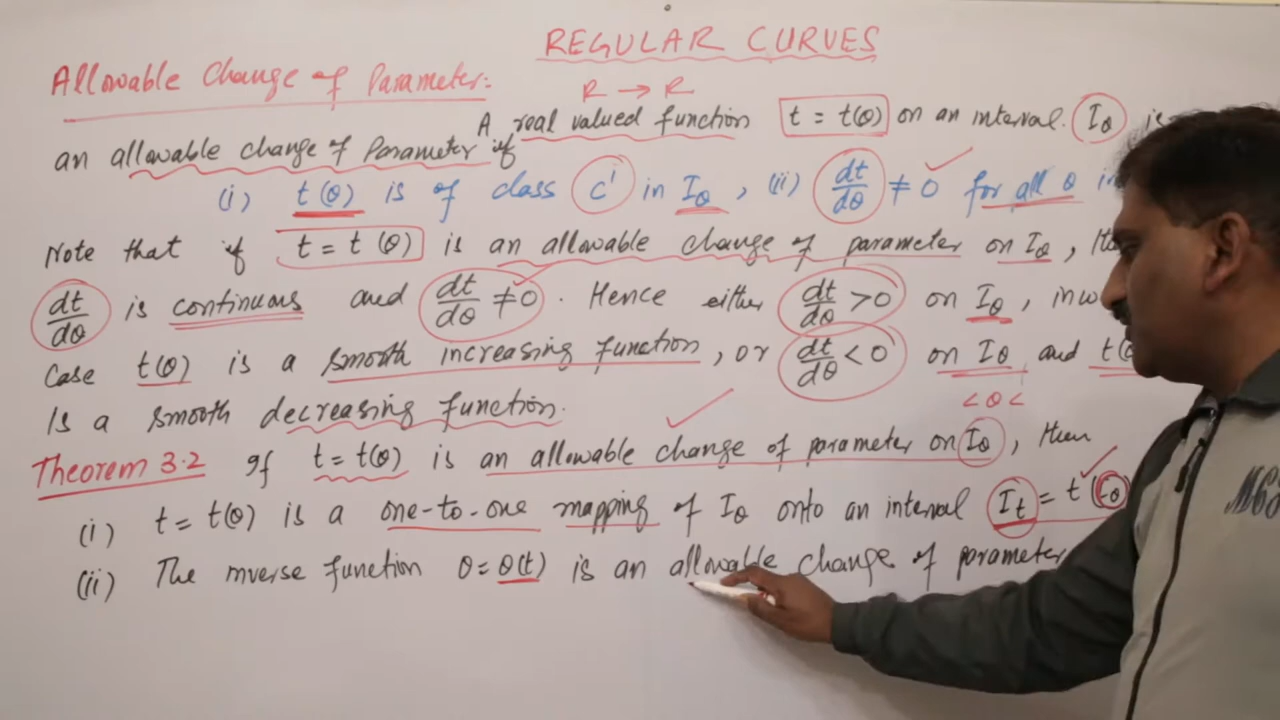 REGULAR CURVES
Allowable Change of Parameter:
R → R
A real valued function t = t(θ) on an interval. Iθ is
an allowable change of Parameter if
(i) t(θ) is of class C' in Iθ, (ii) dt/dθ ≠ 0 for all θ in
Note that if t = t(θ) is an allowable change of parameter on Iθ,
dt/dθ is continuous and dt/dθ ≠ 0. Hence either dt/dθ > 0 on Iθ, in
Case t(θ) is a smooth increasing function, or dt/dθ < 0 on Iθ and
< θ <
Is a smooth decreasing function.
Theorem 3.2 If t = t(θ) is an allowable change of parameter on Iθ, then
(i) t = t(θ) is a one-to-one mapping of Iθ onto an interval It = t(Iθ)
(ii) The inverse function θ = θ(t) is an allowable change of parameter